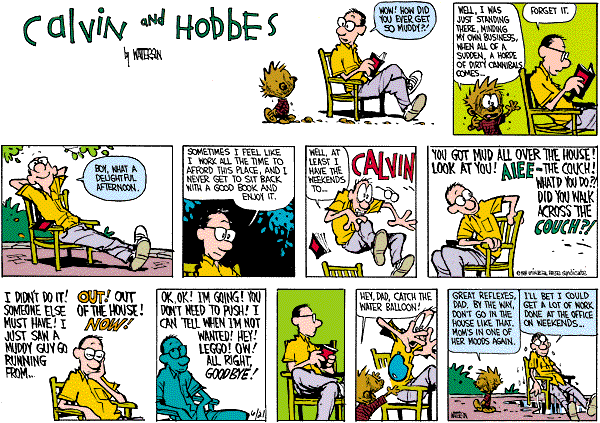 Calvin and Hobbes
by WATTERSON
WOW! HOW DID
YOU EVER GET
SO MUDDY?!
WELL, I WAS
JUST STANDING
THERE, MINDING
MY OWN BUSINESS,
WHEN ALL OF A
SUDDEN, A HORDE
OF DIRTY CANNIBALS
COMES...
FORGET IT.
BOY, WHAT A
DELIGHTFUL
AFTERNOON.
SOMETIMES I FEEL LIKE
I WORK ALL THE TIME TO
AFFORD THIS PLACE, AND I
NEVER GET TO SIT BACK
WITH A GOOD BOOK AND
ENJOY IT.
WELL, AT
LEAST I
HAVE THE
WEEKENDS
TO...
CALVIN
YOU GOT MUD ALL OVER THE HOUSE!
LOOK AT YOU! AIEE-THE COUCH!
WHAT'D YOU DO?!
DID YOU WALK
ACROSS THE
COUCH?!
I DIDN'T DO IT!
SOMEONE ELSE
MUST HAVE! I
JUST SAW A
MUDDY GUY GO
RUNNING
FROM...
OUT! OUT
OF THE HOUSE!
NOW!
OK, OK! I'M GOING! YOU
DON'T NEED TO PUSH! I
CAN TELL WHEN I'M NOT
WANTED! HEY!
LEGGO! OW!
ALL RIGHT,
GOODBYE!
6/21
HEY, DAD, CATCH THE
WATER BALLOON!
GREAT REFLEXES,
DAD. BY THE WAY,
DON'T GO IN THE
HOUSE LIKE THAT.
MOM'S IN ONE OF
HER MOODS AGAIN.
I'LL BET I COULD
GET A LOT OF WORK
DONE AT THE OFFICE
ON WEEKENDS...